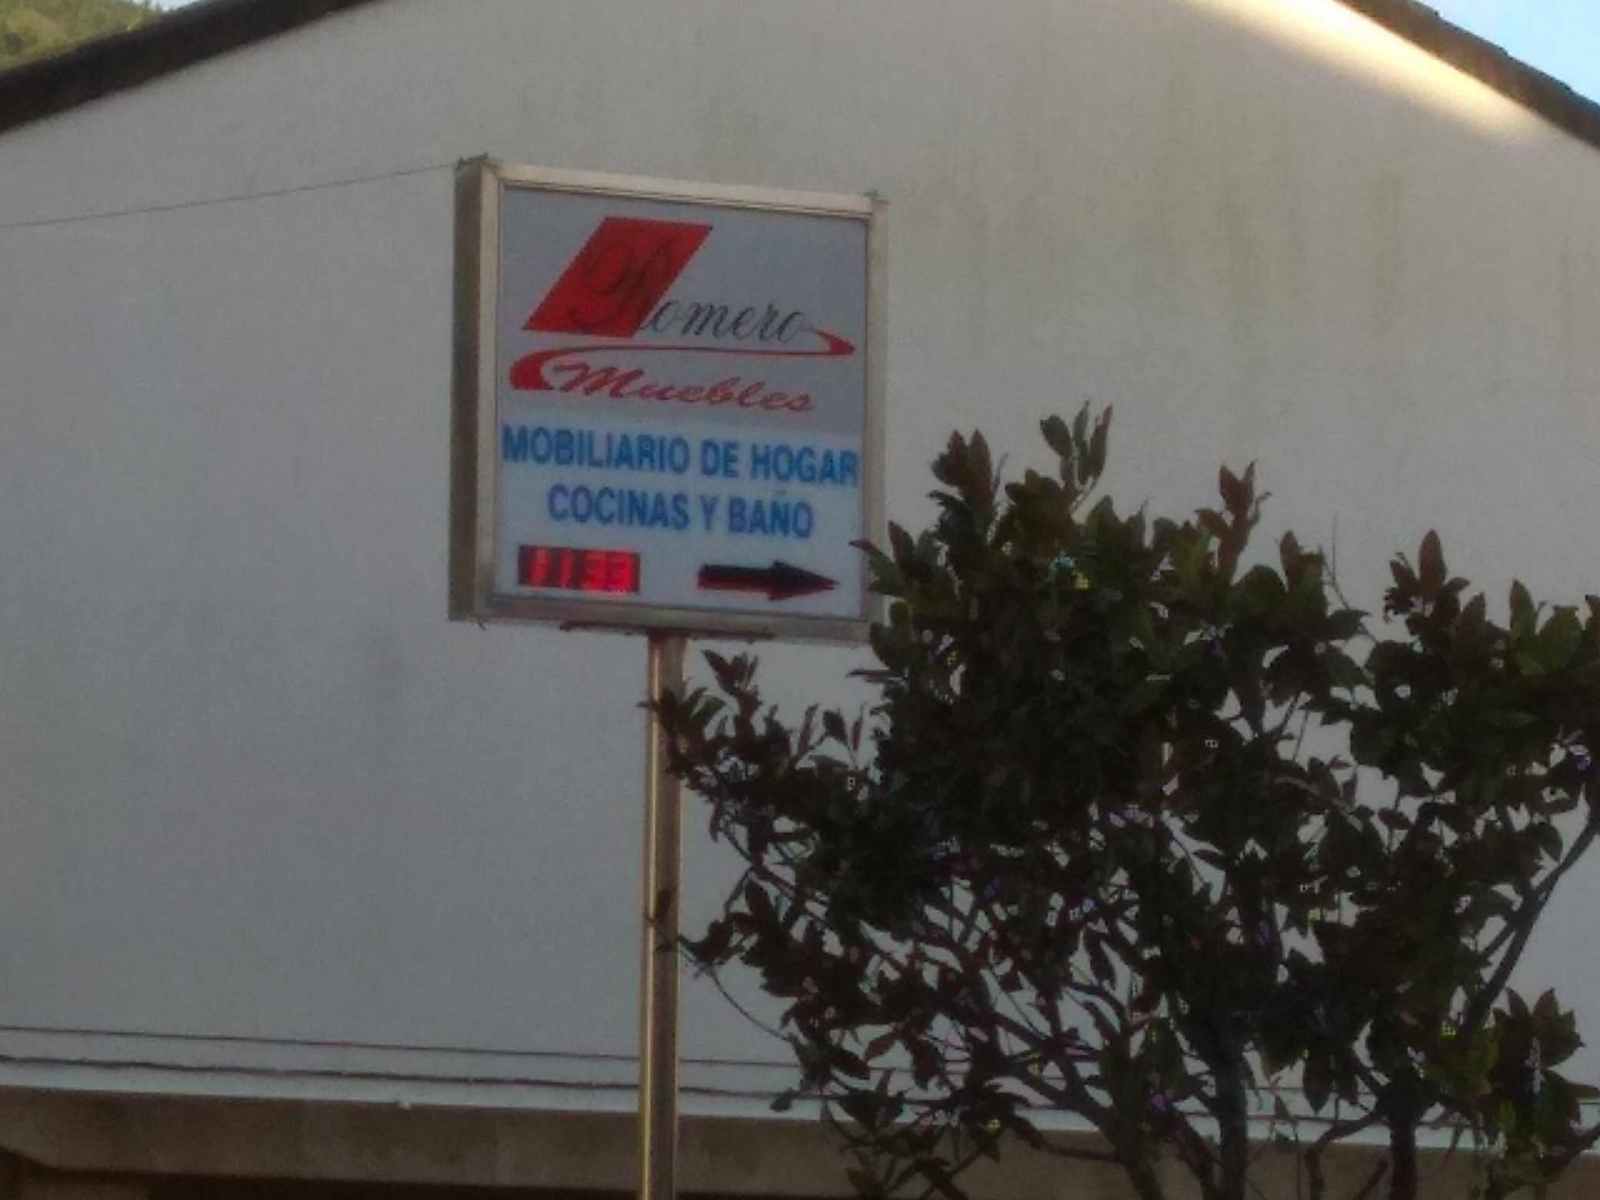 Romero
Muebles
MOBILIARIO DE HOGAR
COCINAS Y BAÑO